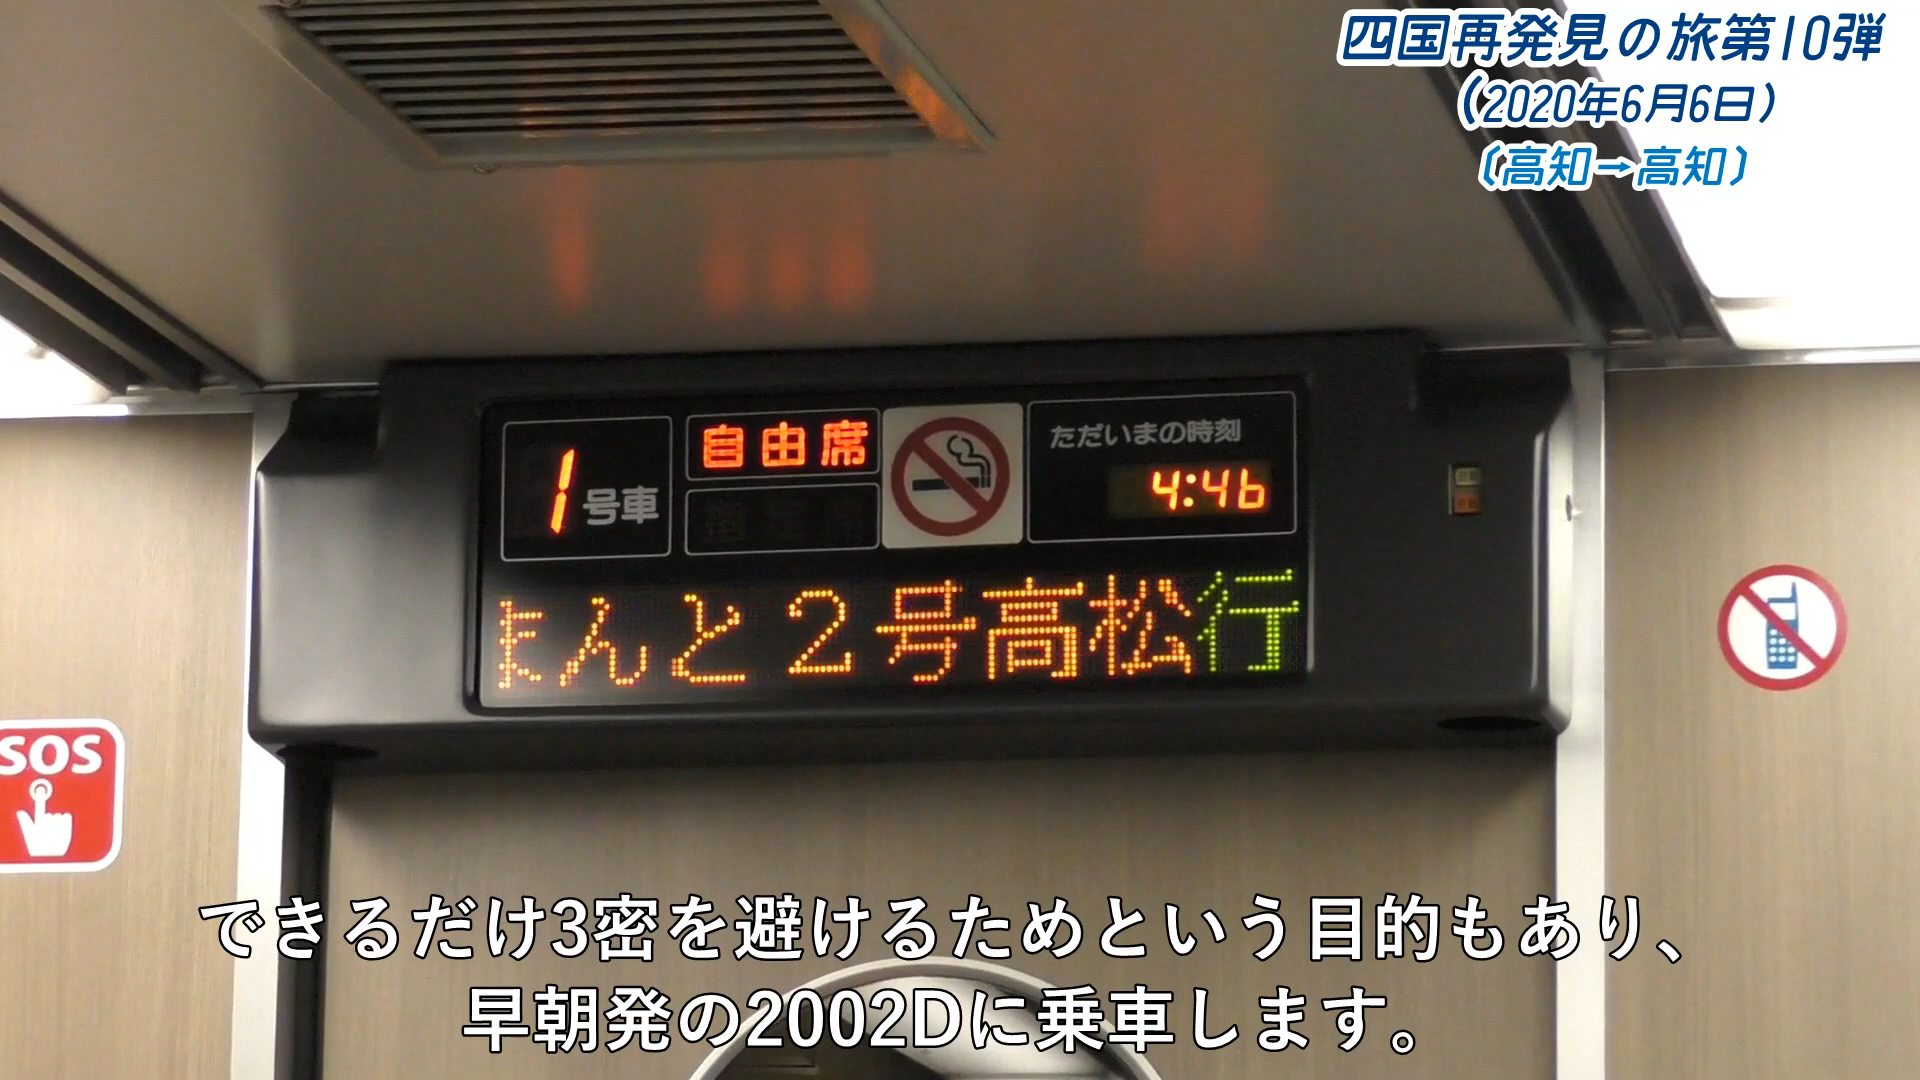 四国再発見の旅第10弾
（2020年6月6日）
（高知→高知）
1号車
自由席
指定席
ただいまの時刻
4:46
まんと２号高松行
SOS
できるだけ3密を避けるためという目的もあり、
早朝発の2002Dに乗車します。